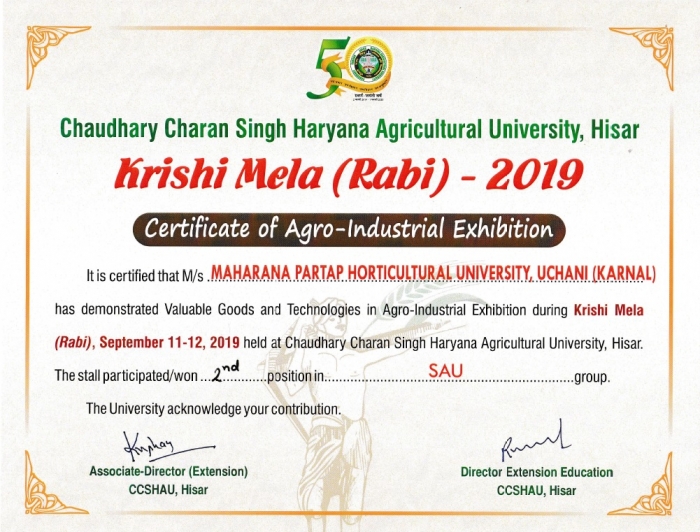 50
Chaudhary Charan Singh Haryana Agricultural University, Hisar
Krishi Mela (Rabi) - 2019
Certificate of Agro-Industrial Exhibition
It is certified that M/s ..MAHARANA PARTAP HORTICULTURAL UNIVERSITY, UCHANI (KARNAL)
has demonstrated Valuable Goods and Technologies in Agro-Industrial Exhibition during Krishi Mela
(Rabi), September 11-12, 2019 held at Chaudhary Charan Singh Haryana Agricultural University, Hisar.
The stall participated/won ...2nd...........position in....................SAU......................group.
The University acknowledge your contribution.
Associate-Director (Extension)
CCSHAU, Hisar
Director Extension Education
CCSHAU, Hisar